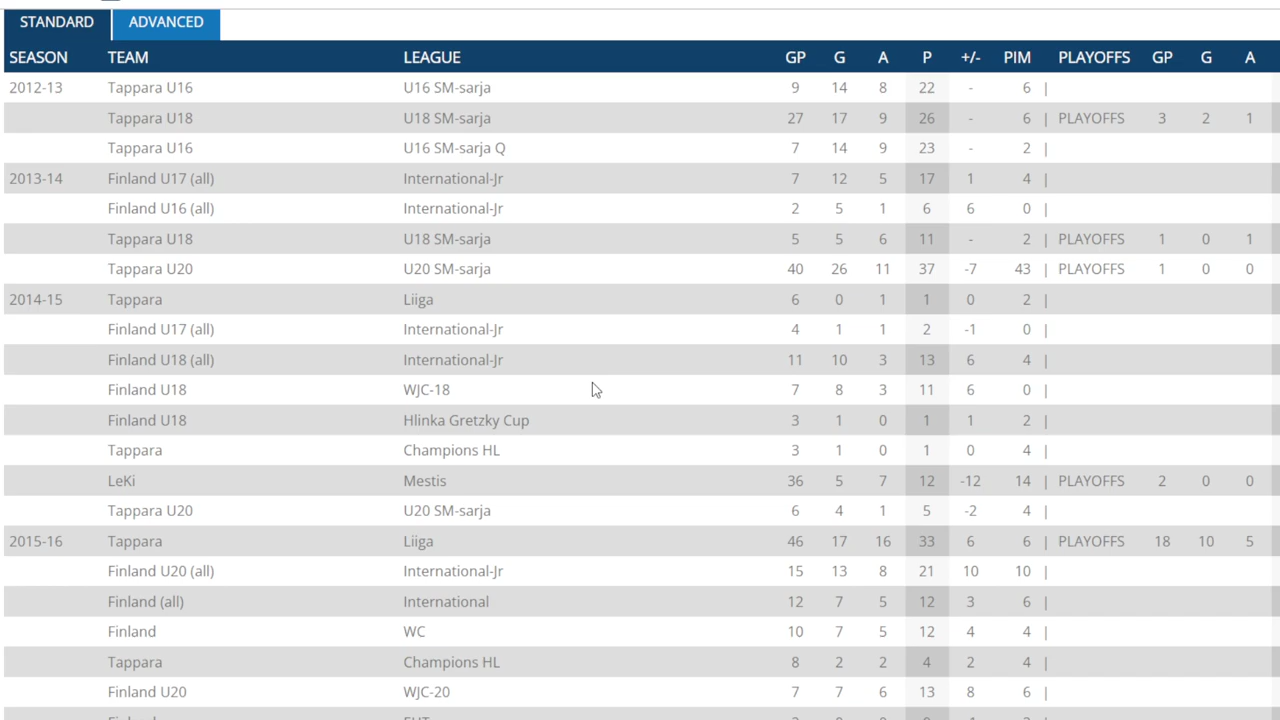 STANDARD ADVANCED
SEASON TEAM LEAGUE GP G A P +/- PIM PLAYOFFS GP G A
2012-13 Tappara U16 U16 SM-sarja 9 14 8 22 - 6 |
Tappara U18 U18 SM-sarja 27 17 9 26 - 6 | PLAYOFFS 3 2 1
Tappara U16 U16 SM-sarja Q 7 14 9 23 - 2 |
2013-14 Finland U17 (all) International-Jr 7 12 5 17 1 4 |
Finland U16 (all) International-Jr 2 5 1 6 6 0 |
Tappara U18 U18 SM-sarja 5 5 6 11 - 2 | PLAYOFFS 1 0 1
Tappara U20 U20 SM-sarja 40 26 11 37 -7 43 | PLAYOFFS 1 0 0
2014-15 Tappara Liiga 6 0 1 1 0 2 |
Finland U17 (all) International-Jr 4 1 1 2 -1 0 |
Finland U18 (all) International-Jr 11 10 3 13 6 4 |
Finland U18 WJC-18 7 8 3 11 6 0 |
Finland U18 Hlinka Gretzky Cup 3 1 0 1 1 2 |
Tappara Champions HL 3 1 0 1 0 4 |
LeKi Mestis 36 5 7 12 -12 14 | PLAYOFFS 2 0 0
Tappara U20 U20 SM-sarja 6 4 1 5 -2 4 |
2015-16 Tappara Liiga 46 17 16 33 6 6 | PLAYOFFS 18 10 5
Finland U20 (all) International-Jr 15 13 8 21 10 10 |
Finland (all) International 12 7 5 12 3 6 |
Finland WC 10 7 5 12 4 4 |
Tappara Champions HL 8 2 2 4 2 4 |
Finland U20 WJC-20 7 7 6 13 8 6 |